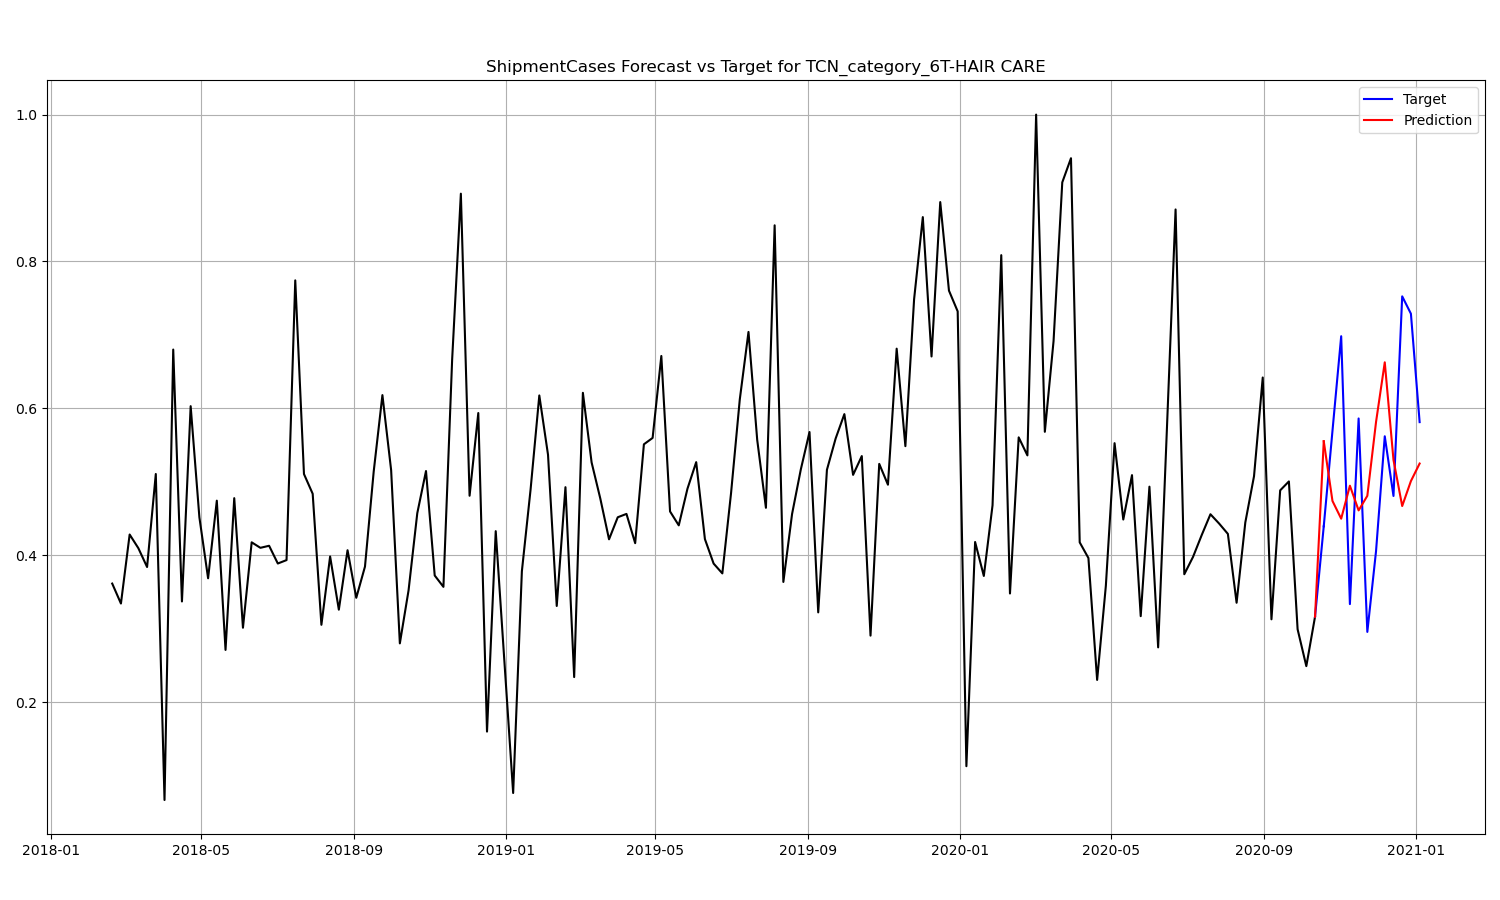 ShipmentCases Forecast vs Target for TCN_category_6T-HAIR CARE
Target
Prediction
1.0
0.8
0.6
0.4
0.2
2018-01 2018-05 2018-09 2019-01 2019-05 2019-09 2020-01 2020-05 2020-09 2021-01